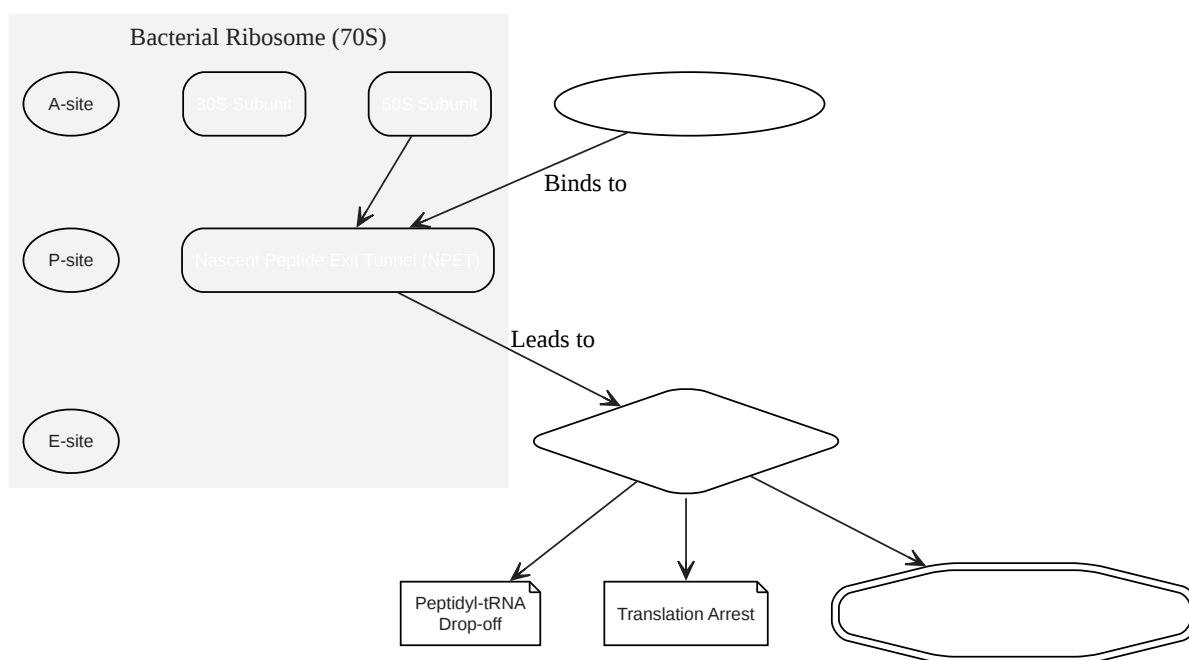 Bacterial Ribosome (70S)
A-site
30S Subunit
50S Subunit
Binds to
P-site
Nascent Peptide Exit Tunnel (NPET)
Leads to
E-site
Peptidyl-tRNA
Drop-off
Translation Arrest